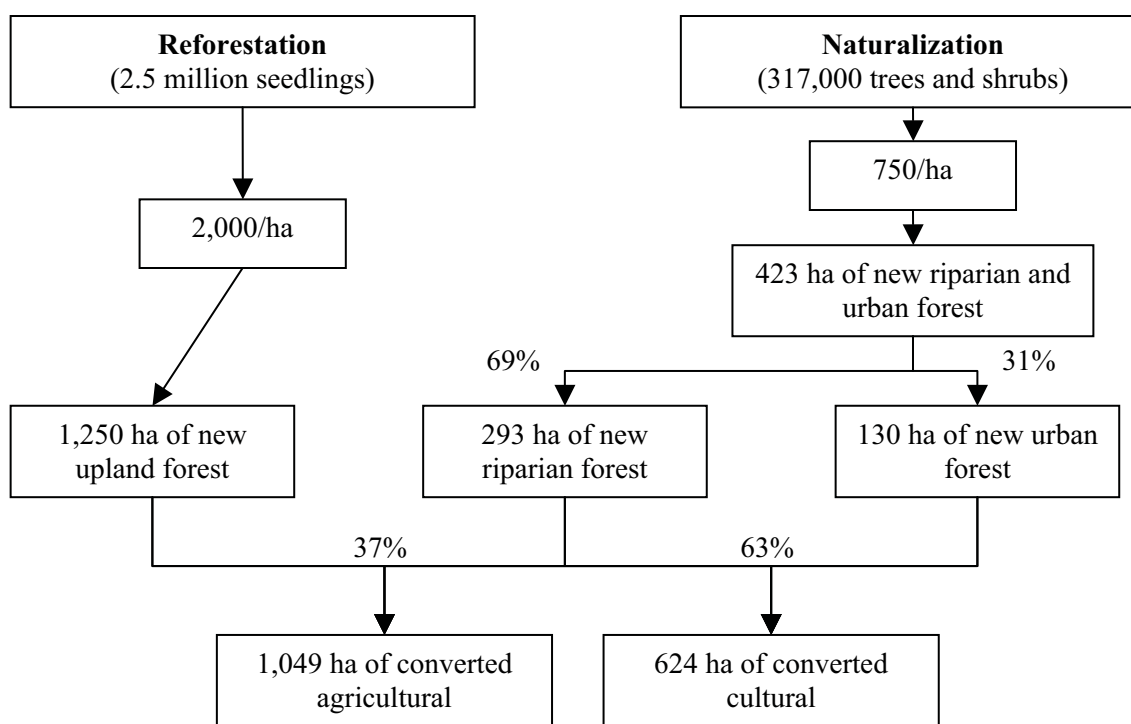 Reforestation
(2.5 million seedlings)
Naturalization
(317,000 trees and shrubs)
750/ha
2,000/ha
423 ha of new riparian and
urban forest
69%
31%
1,250 ha of new
upland forest
293 ha of new
riparian forest
130 ha of new urban
forest
37%
63%
1,049 ha of converted
agricultural
624 ha of converted
cultural